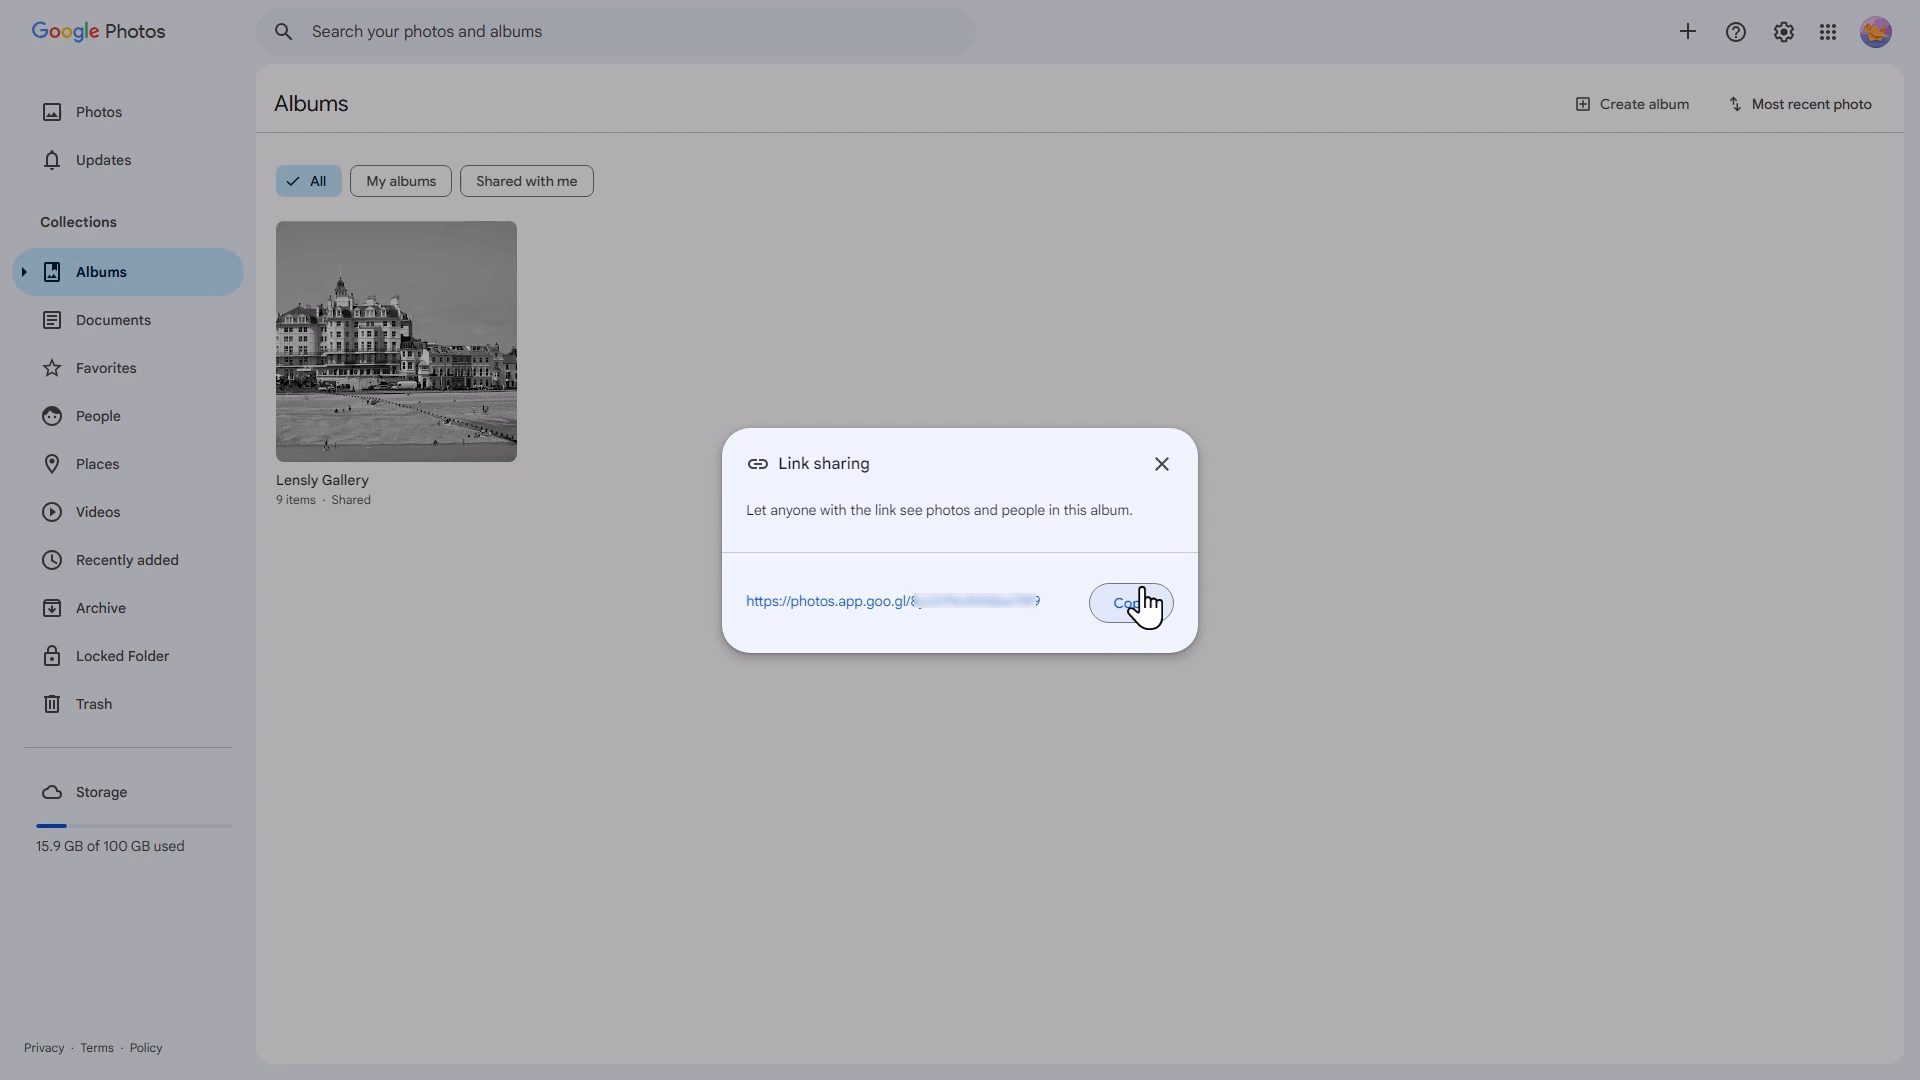 Google Photos
Search your photos and albums
Photos
Updates
Collections
Albums
Documents
Favorites
People
Places
Videos
Recently added
Archive
Locked Folder
Trash
Storage
15.9 GB of 100 GB used
Privacy · Terms · Policy
Albums
Create album
Most recent photo
All
My albums
Shared with me
Lensly Gallery
9 items · Shared
Link sharing
Let anyone with the link see photos and people in this album.
https://photos.app.goo.gl/